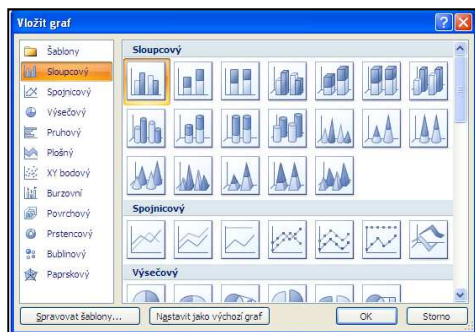 Vložit graf
Šablony
Sloupcový
Spojnicový
Výsečový
Pruhový
Plošný
XY bodový
Burzovní
Povrchový
Prstencový
Bublinový
Paprskový
Sloupcový
Spojnicový
Výsečový
Spravovat šablony...
Nastavit jako výchozí graf
OK
Storno